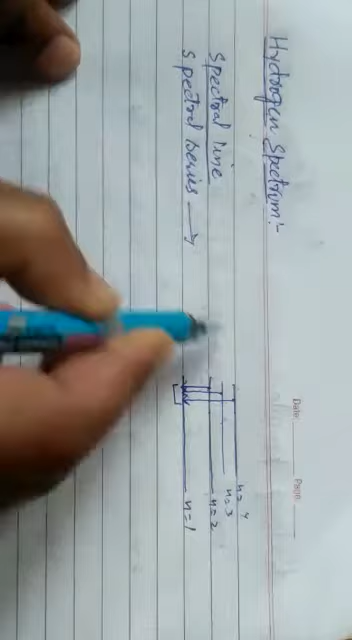 Date
Page
Hydrogen Spectrum:-
Spectral line
Spectral Series →
n=4
n=3
n=2
n=1